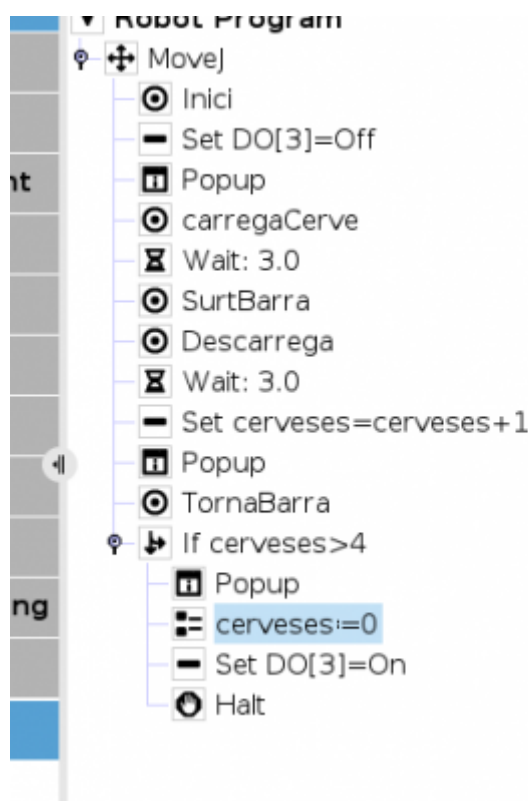 Robot Program
MoveJ
Inici
Set DO[3]=Off
Popup
nt
carregaCerve
Wait: 3.0
SurtBarra
Descarrega
Wait: 3.0
Set cerveses=cerveses+1
Popup
TornaBarra
If cerveses>4
Popup
ng
cerveses:=0
Set DO[3]=On
Halt